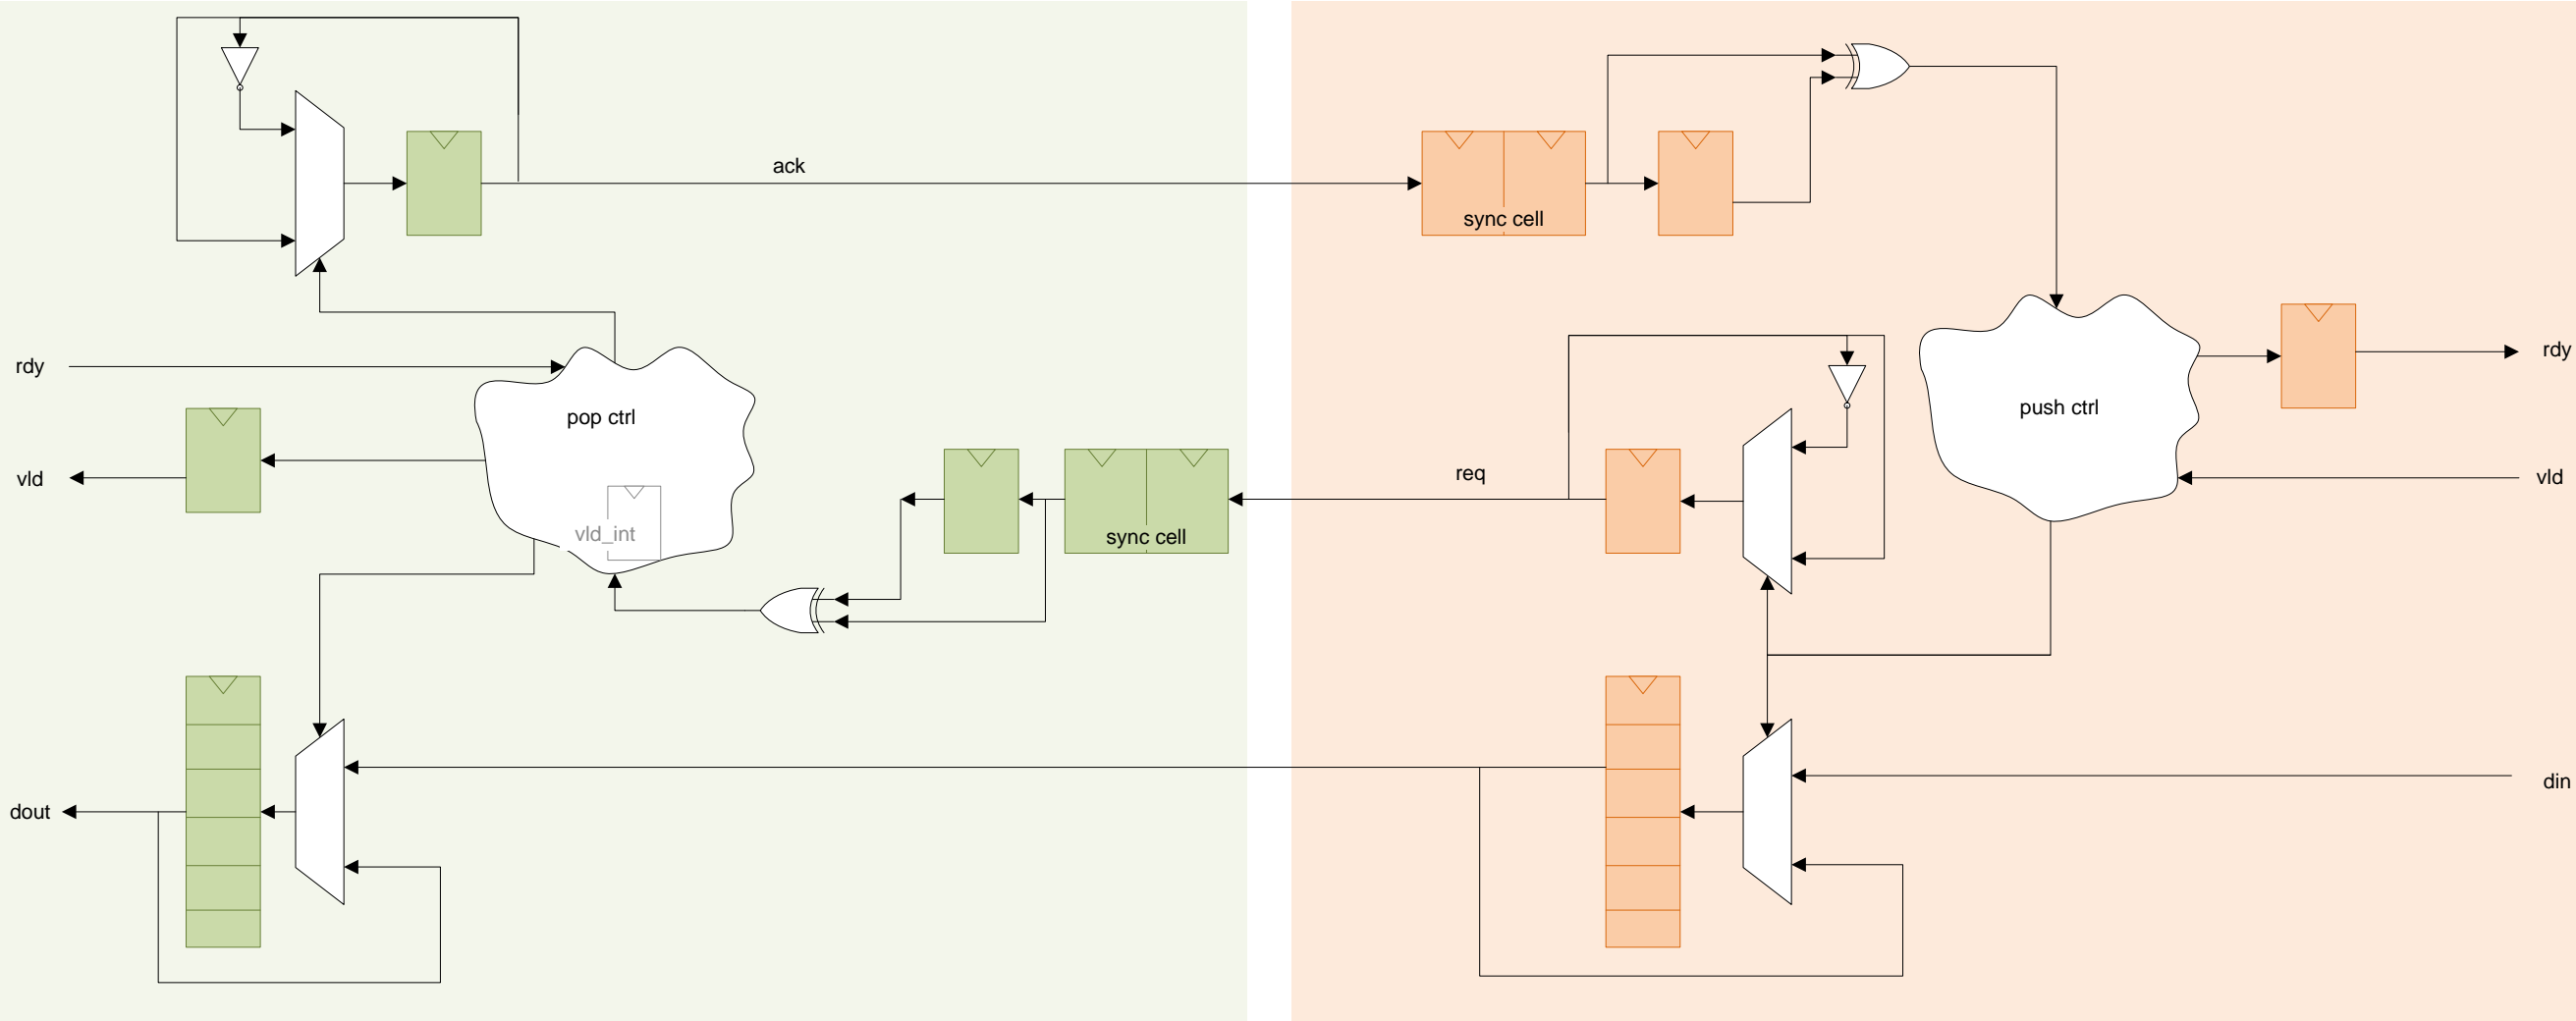 ack
sync cell
rdy
rdy
pop ctrl
push ctrl
vld
req
vld
vld_int
sync cell
dout
din